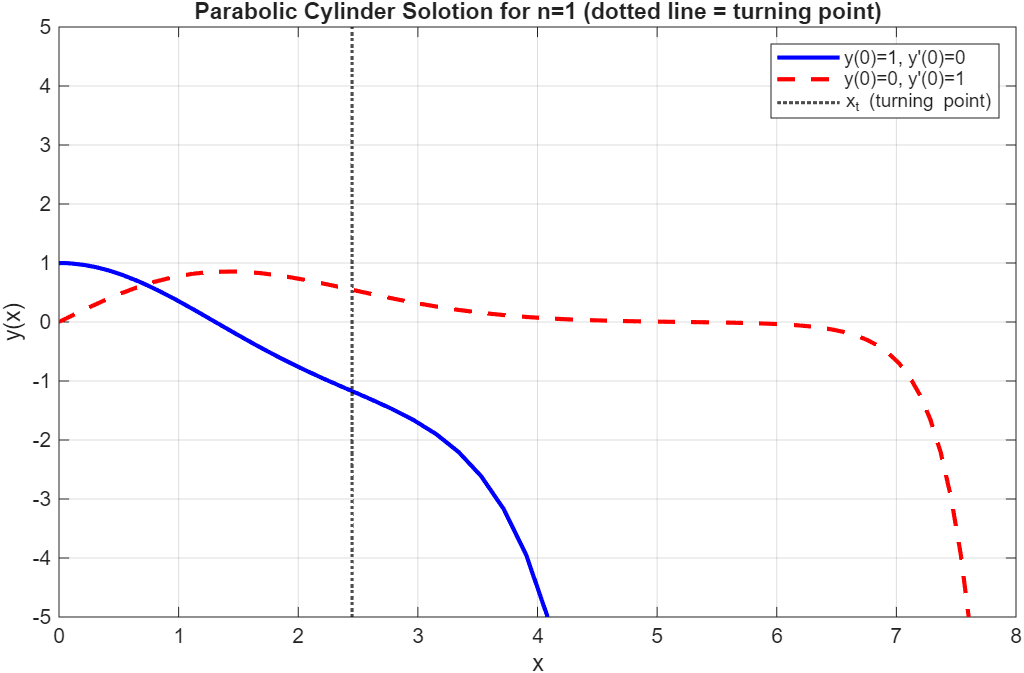 Parabolic Cylinder Solotion for n=1 (dotted line = turning point)
y(0)=1, y'(0)=0
y(0)=0, y'(0)=1
x_t (turning point)
5
4
3
2
1
0
-1
-2
-3
-4
-5
y(x)
0 1 2 3 4 5 6 7 8
x